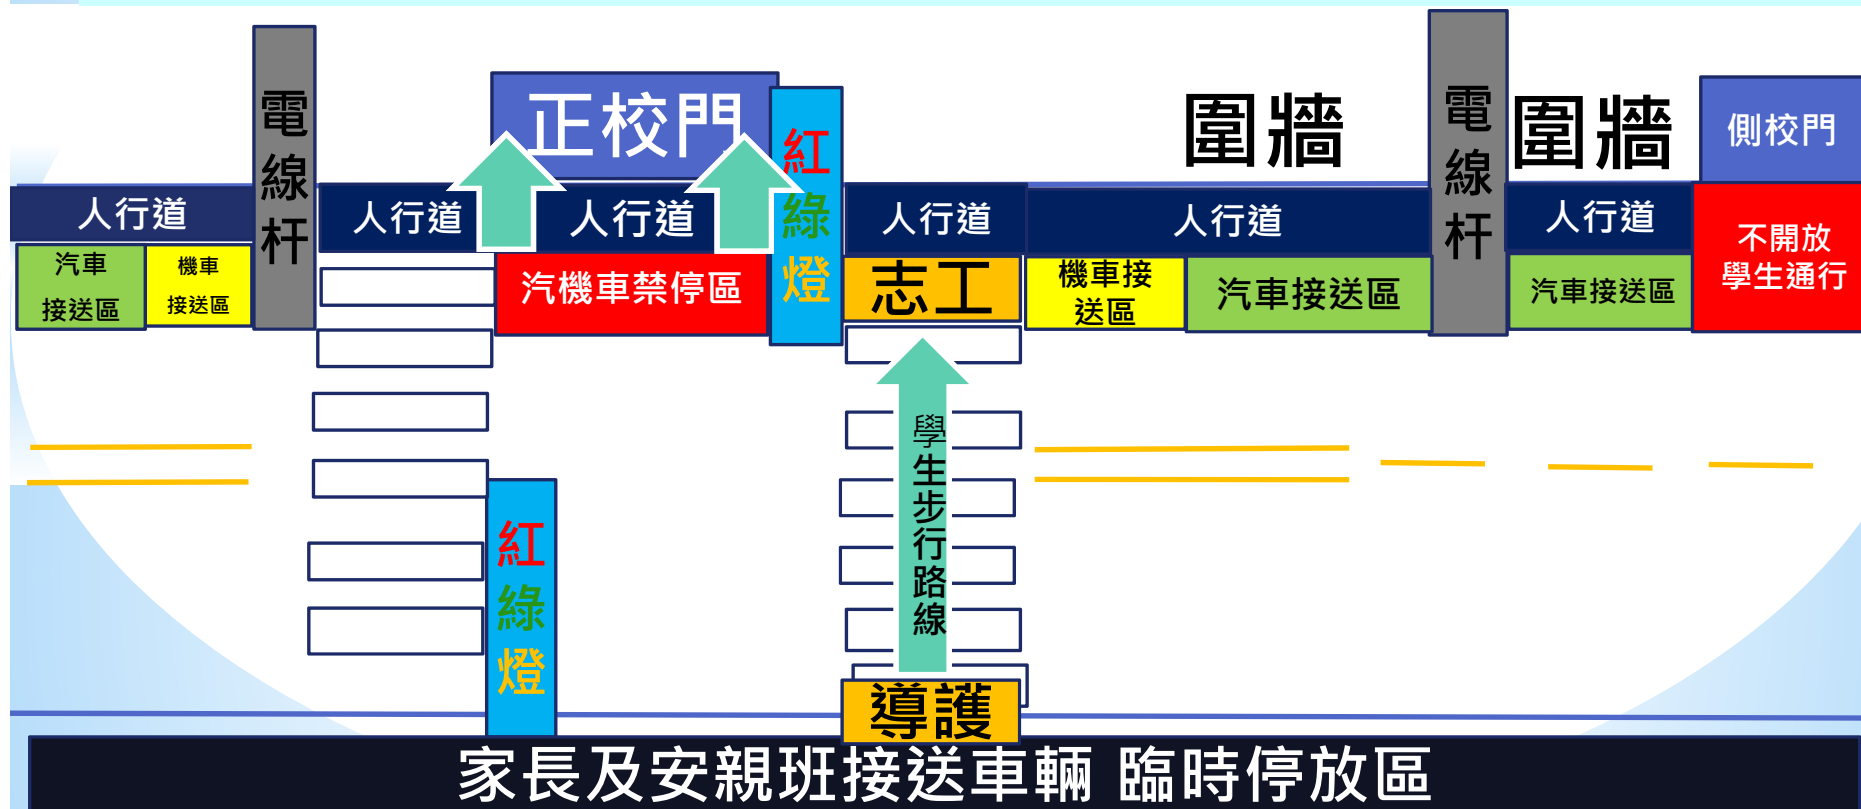 電線杆
正校門
紅綠燈
圍牆
電線杆
圍牆
側校門
人行道
人行道
人行道
人行道
人行道
人行道
汽車
接送區
機車
接送區
汽機車禁停區
志工
機車接
送區
汽車接送區
汽車接送區
不開放
學生通行
學生步行路線
紅綠燈
導護
家長及安親班接送車輛 臨時停放區